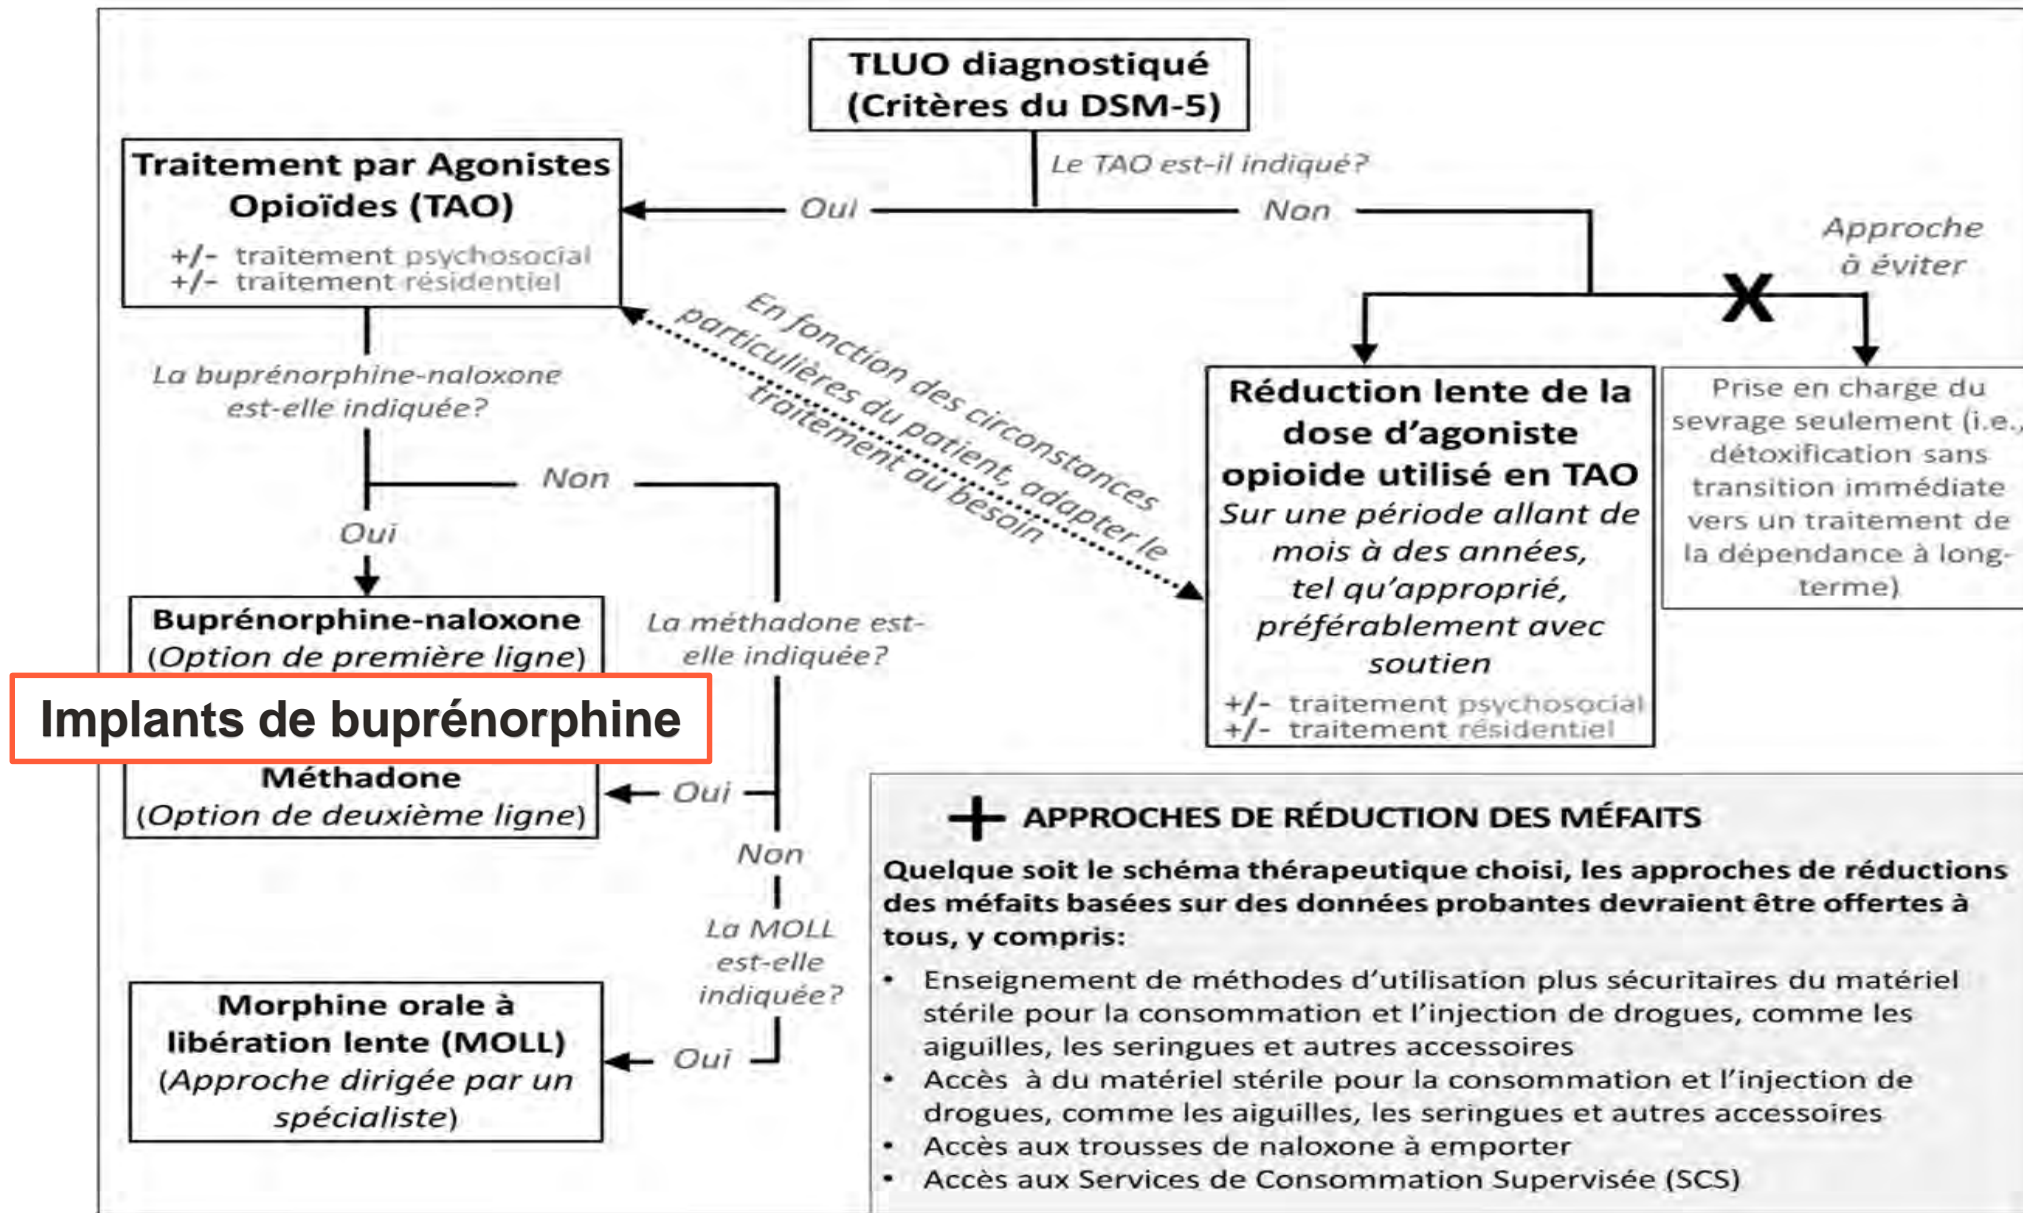 TLUO diagnostiqué
(Critères du DSM-5)
Le TAO est-il indiqué?
Oui
Non
Traitement par Agonistes
Opioïdes (TAO)
+/- traitement psychosocial
+/- traitement résidentiel
Approche
à éviter
X
En fonction des circonstances
particulières du patient, adapter le
traitement au besoin
La buprénorphine-naloxone
est-elle indiquée?
Non
Oui
Réduction lente de la
dose d'agoniste
opioide utilisé en TAO
Sur une période allant de
mois à des années,
tel qu'approprié,
préférablement avec
soutien
+/- traitement psychosocial
+/- traitement résidentiel
Prise en charge du
sevrage seulement (i.e.,
détoxification sans
transition immédiate
vers un traitement de
la dépendance à long-
terme)
Buprénorphine-naloxone
(Option de première ligne)
La méthadone est-
elle indiquée?
Implants de buprénorphine
Méthadone
(Option de deuxième ligne)
Oui
Non
La MOLL
est-elle
indiquée?
Morphine orale à
libération lente (MOLL)
(Approche dirigée par un
spécialiste)
Oui
+ APPROCHES DE RÉDUCTION DES MÉFAITS
Quelque soit le schéma thérapeutique choisi, les approches de réductions
des méfaits basées sur des données probantes devraient être offertes à
tous, y compris:
• Enseignement de méthodes d'utilisation plus sécuritaires du matériel
stérile pour la consommation et l'injection de drogues, comme les
aiguilles, les seringues et autres accessoires
• Accès à du matériel stérile pour la consommation et l'injection de
drogues, comme les aiguilles, les seringues et autres accessoires
• Accès aux trousses de naloxone à emporter
• Accès aux Services de Consommation Supervisée (SCS)